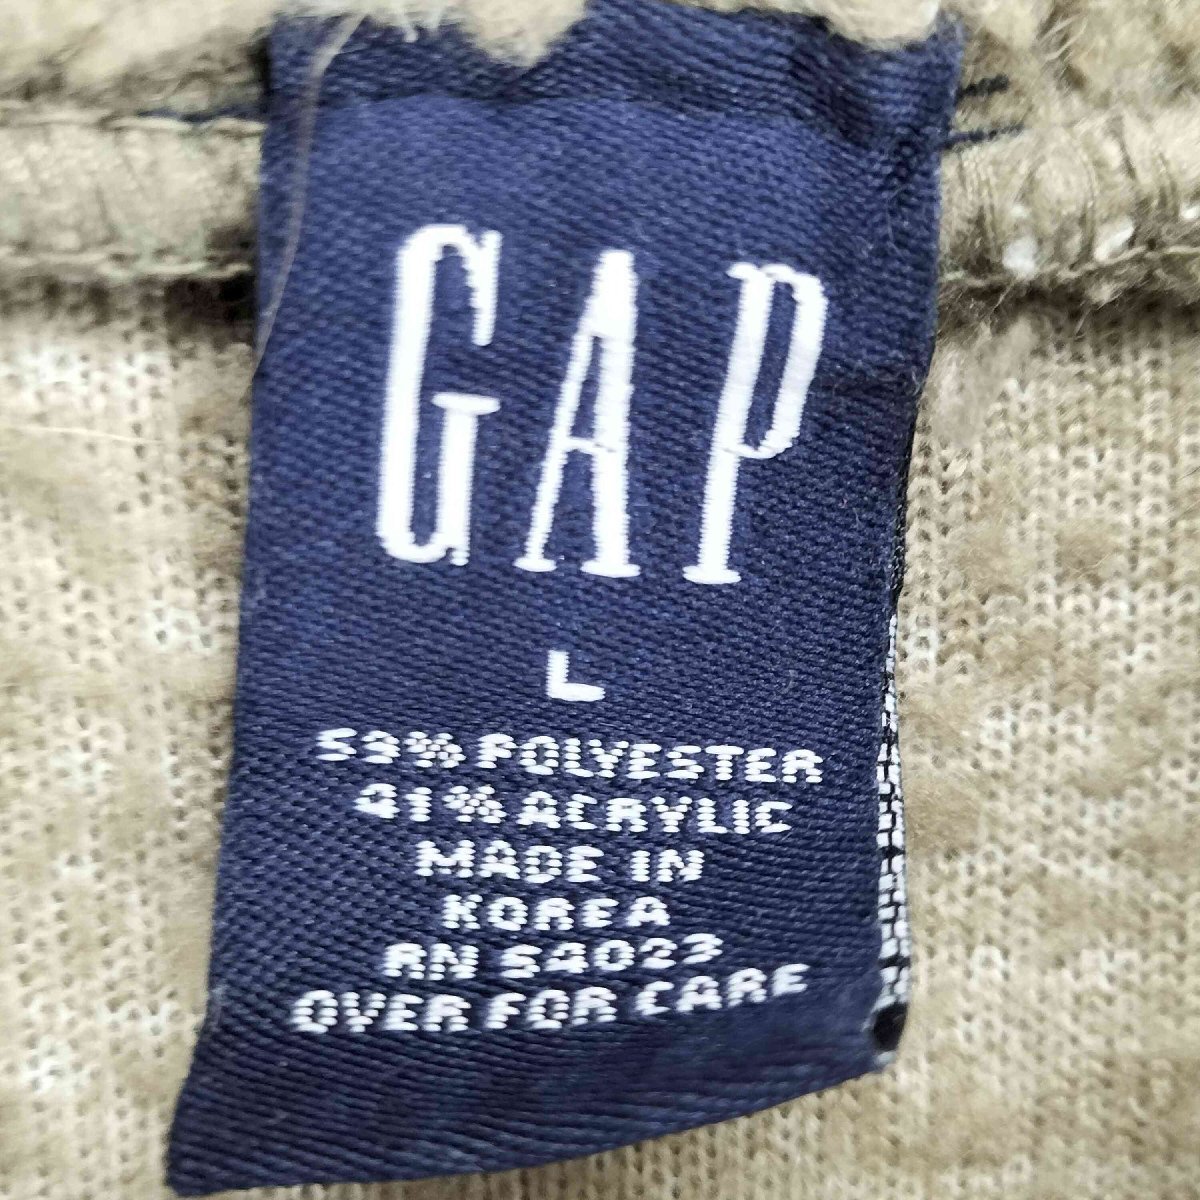 GAP
L
59% POLYESTER
41% ACRYLIC
MADE IN
KOREA
RN 54023
OVER FOR CARE